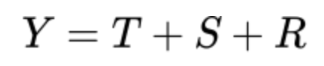 Y = T + S + R